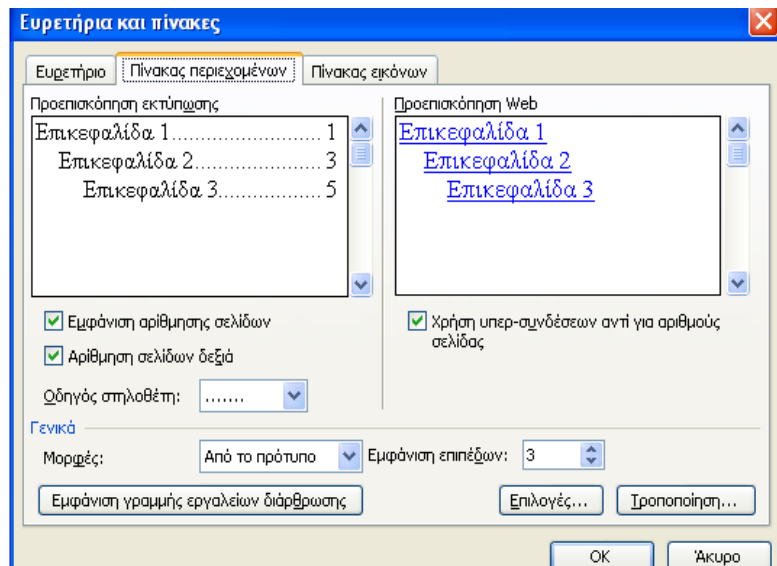 Ευρετήρια και πίνακες
Ευρετήριο Πίνακας περιεχομένων Πίνακας εικόνων
Προεπισκόπηση εκτύπωσης Προεπισκόπηση Web
Επικεφαλίδα 1........................ 1 Επικεφαλίδα 1
Επικεφαλίδα 2..................... 3 Επικεφαλίδα 2
Επικεφαλίδα 3................. 5 Επικεφαλίδα 3
Εμφάνιση αρίθμησης σελίδων Χρήση υπερ-συνδέσεων αντί για αριθμούς
σελίδας
Αρίθμηση σελίδων δεξιά
Οδηγός στηλοθέτη: .......
Γενικά
Μορφές: Από το πρότυπο Εμφάνιση επιπέδων: 3
Εμφάνιση γραμμής εργαλείων διάρθρωσης Επιλογές... Τροποποίηση...
OK Άκυρο